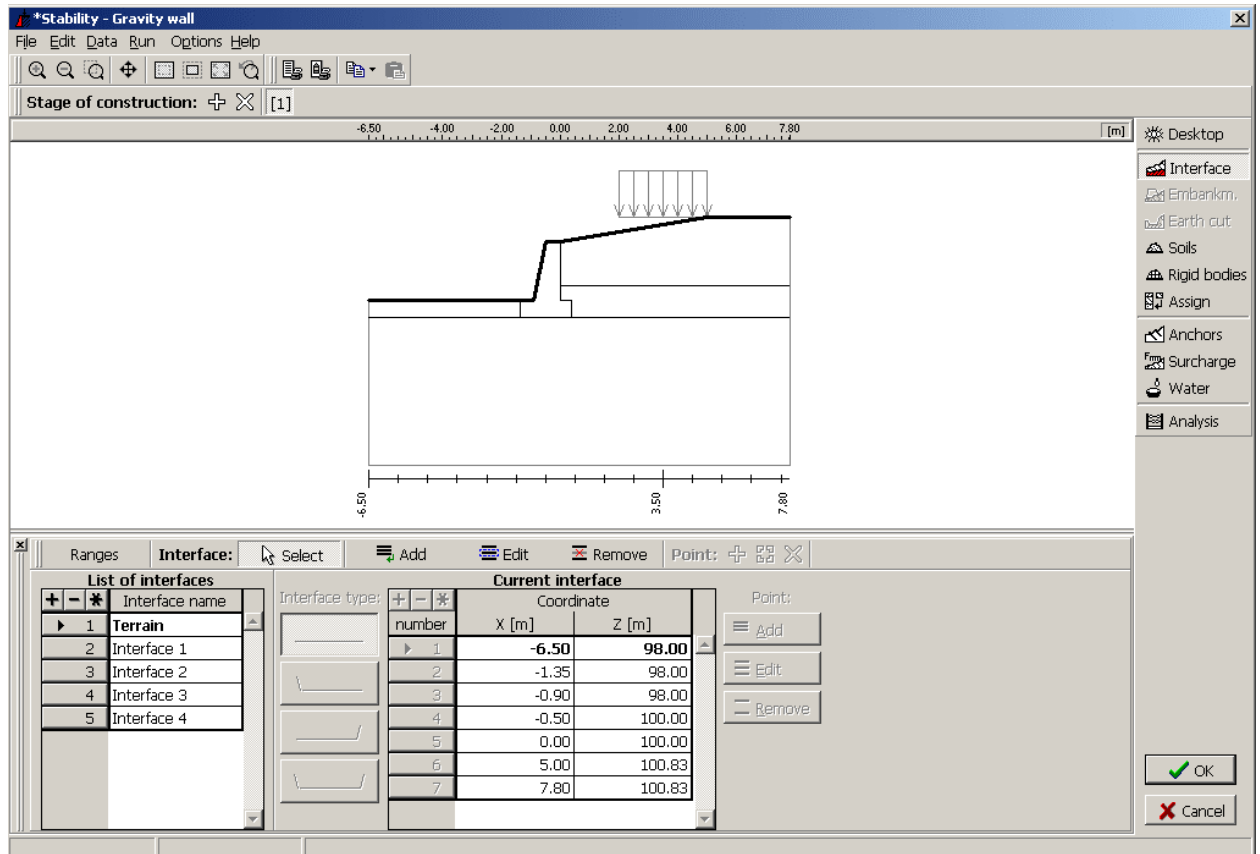 *Stability - Gravity wall
File Edit Data Run Options Help
Stage of construction: [1]
-6.50 -4.00 -2.00 0.00 2.00 4.00 6.00 7.80 [m]
Desktop
Interface
Embankm.
Earth cut
Soils
Rigid bodies
Assign
Anchors
Surcharge
Water
Analysis
-6.50 3.50 7.80
Ranges Interface: Select Add Edit Remove Point:
List of interfaces
+ - * Interface name
1 Terrain
2 Interface 1
3 Interface 2
4 Interface 3
5 Interface 4
Interface type:
Current interface
+ - * Coordinate
number X [m] Z [m]
1 -6.50 98.00
2 -1.35 98.00
3 -0.90 98.00
4 -0.50 100.00
5 0.00 100.00
6 5.00 100.83
7 7.80 100.83
Point:
Add
Edit
Remove
OK
Cancel